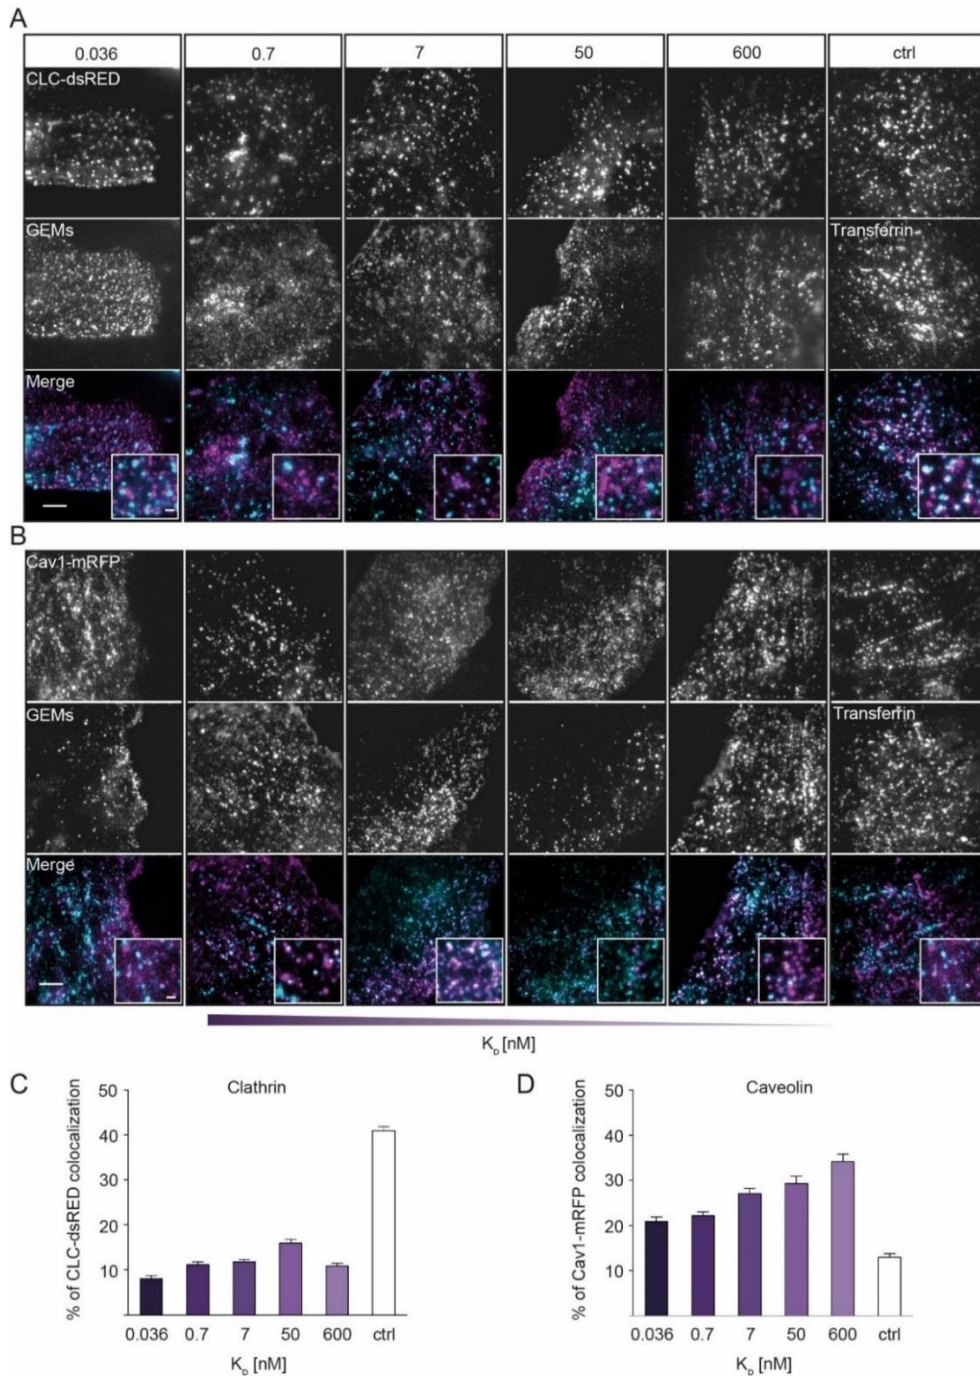 A
0.036 0.7 7 50 600 ctrl
CLC-dsRED
GEMs Transferrin
Merge
B
Cav1-mRFP
GEMs Transferrin
Merge
K_D [nM]
C
Clathrin
% of CLC-dsRED colocalization
50
40
30
20
10
0.036 0.7 7 50 600 ctrl
K_D [nM]
D
Caveolin
% of Cav1-mRFP colocalization
50
40
30
20
10
0.036 0.7 7 50 600 ctrl
K_D [nM]